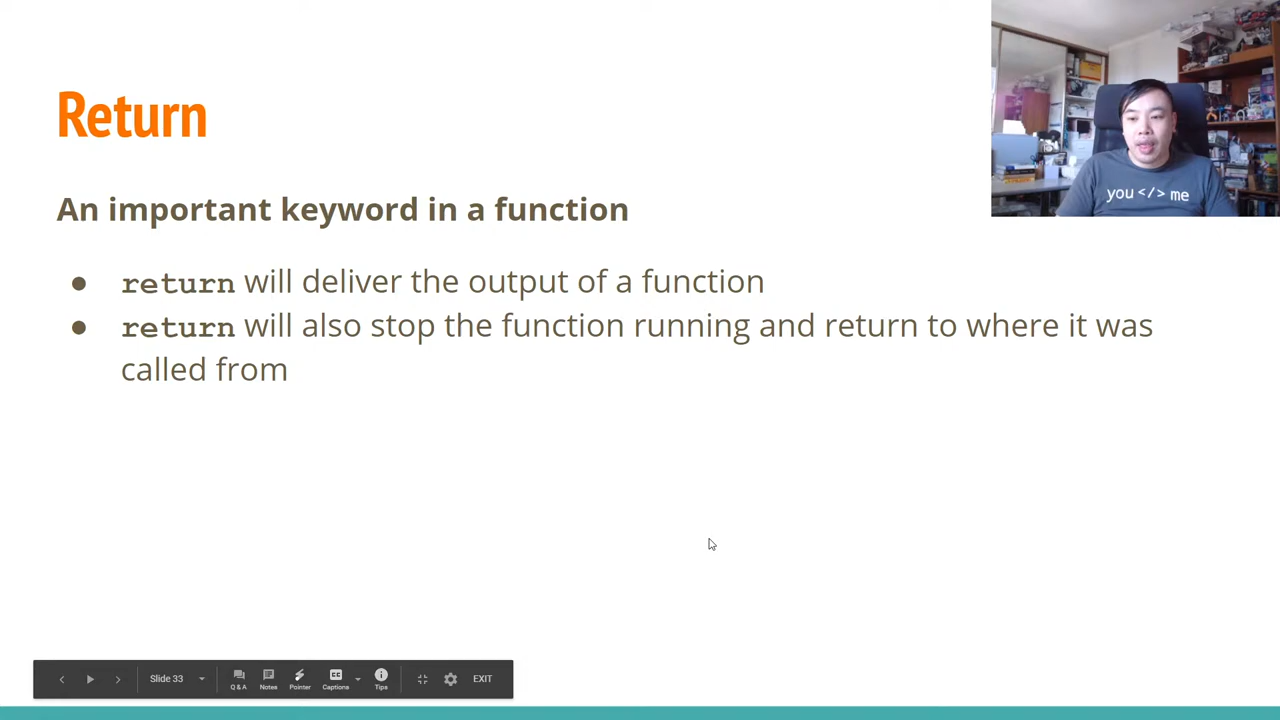 Return
you </> me
An important keyword in a function
● return will deliver the output of a function
● return will also stop the function running and return to where it was
called from
Slide 33
Q & A
Notes
Pointer
Captions
Tips
EXIT